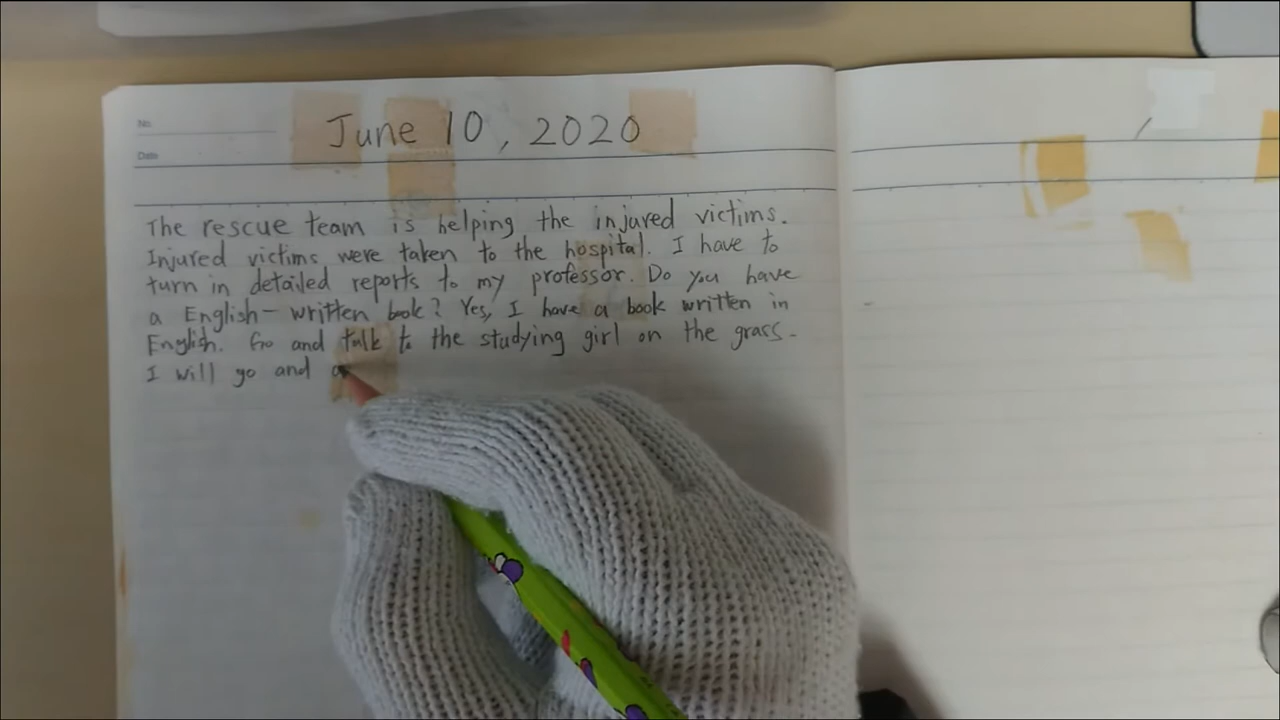 No.
Date
June 10, 2020
The rescue team is helping the injured victims.
Injured victims were taken to the hospital. I have to
turn in detailed reports to my professor. Do you have
a English-written book? Yes, I have a book written in
English. Go and talk to the studying girl on the grass.
I will go and a